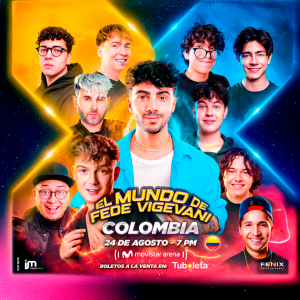 EL MUNDO DE
FEDE VIGEVANI
COLOMBIA
24 DE AGOSTO - 7 PM
movistar arena
BOLETOS A LA VENTA EN: Tuboleta
im
FENIX